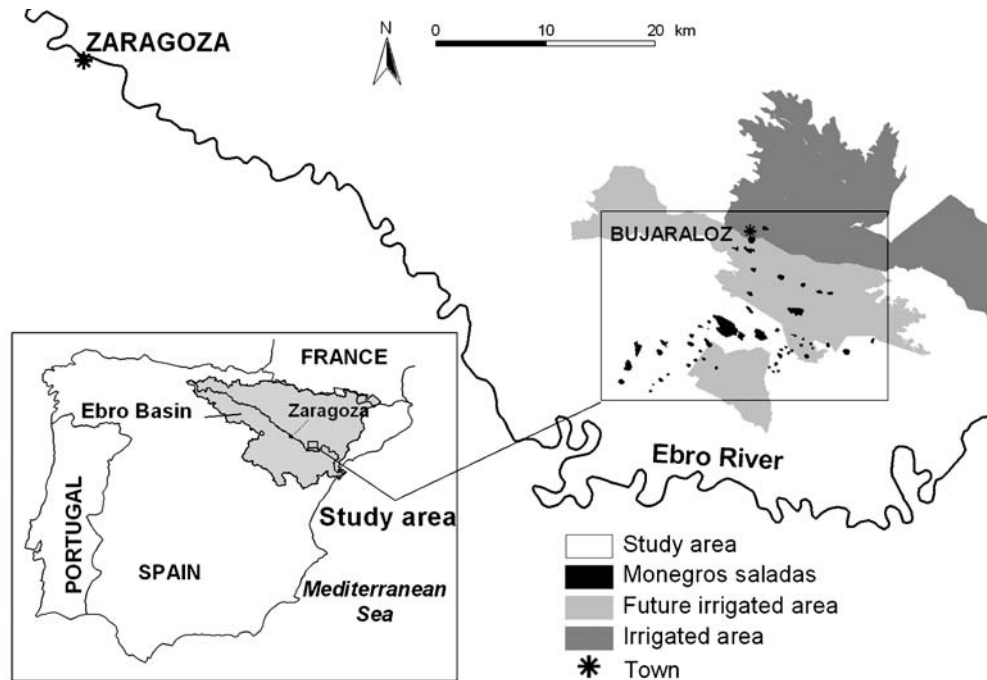 N
0 10 20 km
ZARAGOZA
BUJARALOZ
FRANCE
Ebro Basin
Zaragoza
Study area
PORTUGAL
SPAIN
Mediterranean
Sea
Ebro River
Study area
Monegros saladas
Future irrigated area
Irrigated area
Town